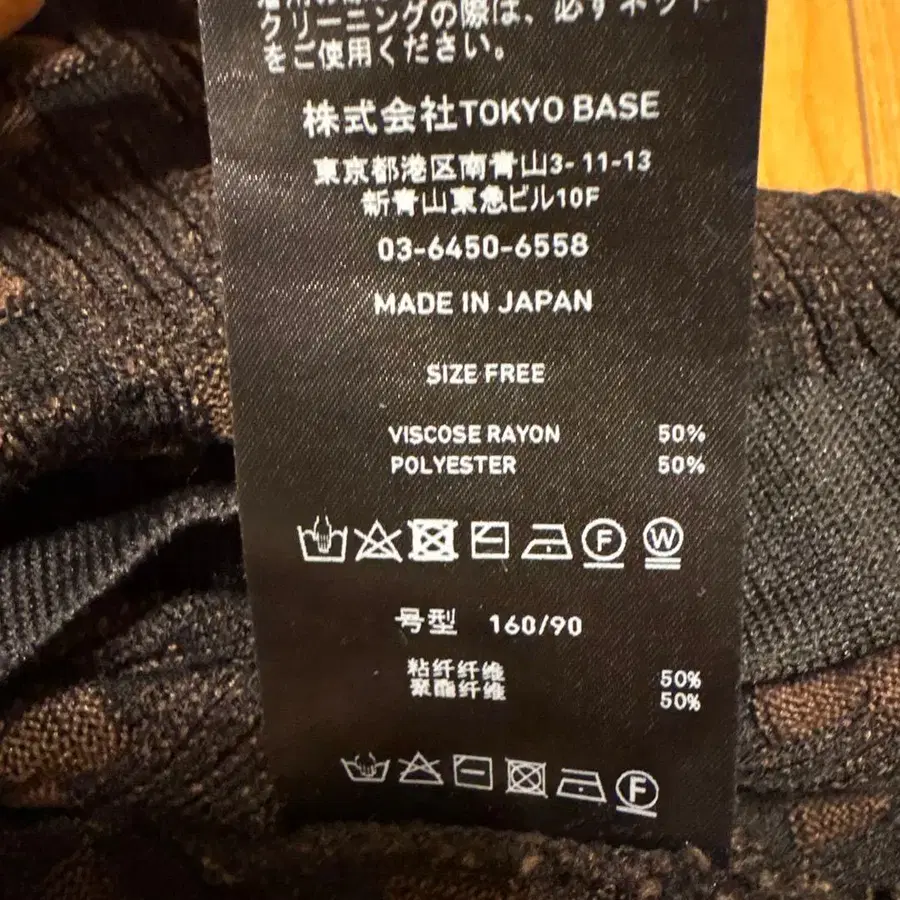 クリーニングの際は、必ずネット
をご使用ください。
株式会社TOKYO BASE
東京都港区南青山3-11-13
新青山東急ビル10F
03-6450-6558
MADE IN JAPAN
SIZE FREE
VISCOSE RAYON 50%
POLYESTER 50%
F W
号型 160/90
粘纤纤维 50%
聚酯纤维 50%
F